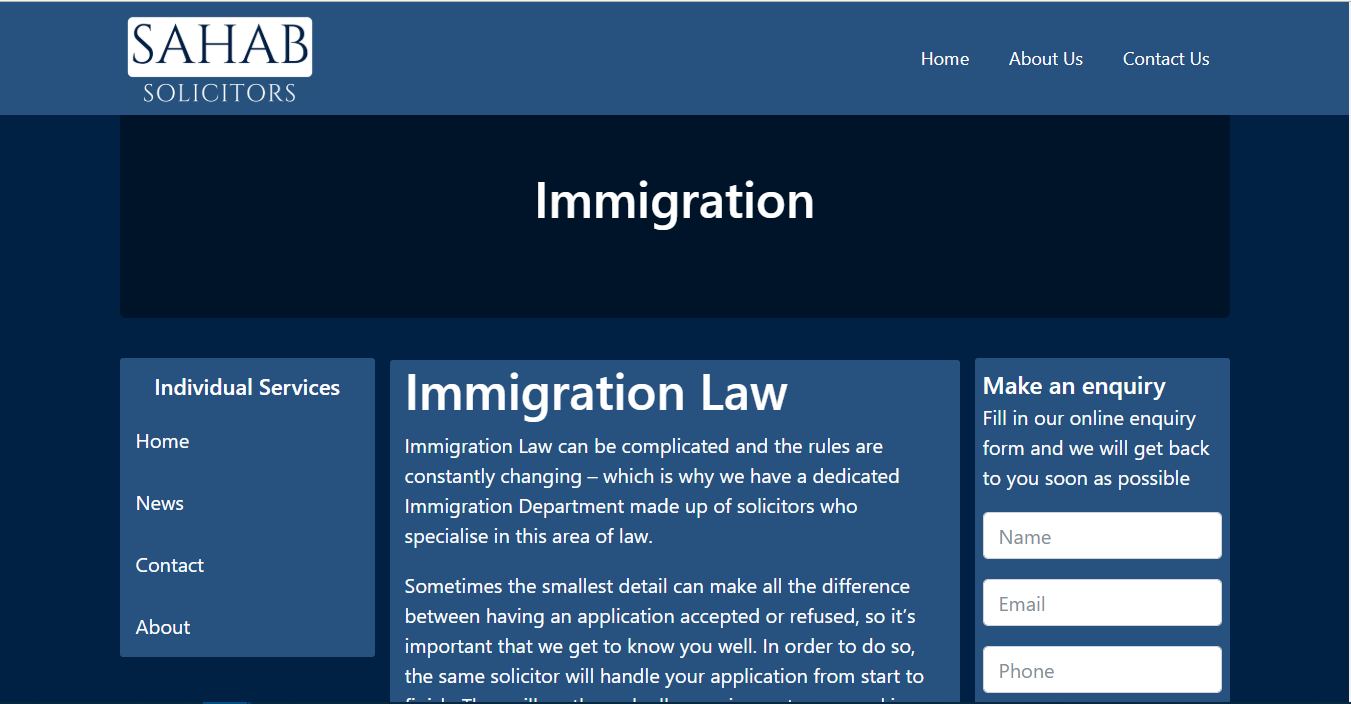 SAHAB
SOLICITORS
Home
About Us
Contact Us
Immigration
Individual Services
Home
News
Contact
About
Immigration Law
Immigration Law can be complicated and the rules are
constantly changing – which is why we have a dedicated
Immigration Department made up of solicitors who
specialise in this area of law.
Sometimes the smallest detail can make all the difference
between having an application accepted or refused, so it’s
important that we get to know you well. In order to do so,
the same solicitor will handle your application from start to
Make an enquiry
Fill in our online enquiry
form and we will get back
to you soon as possible
Name
Email
Phone